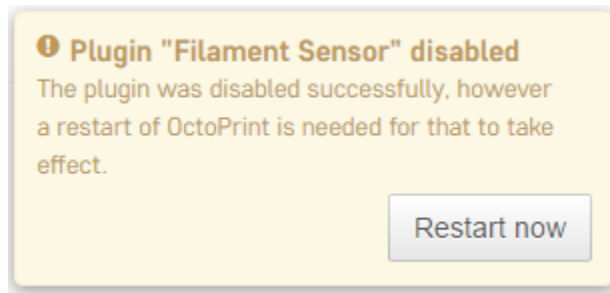 Plugin "Filament Sensor" disabled
The plugin was disabled successfully, however
a restart of OctoPrint is needed for that to take
effect.
Restart now